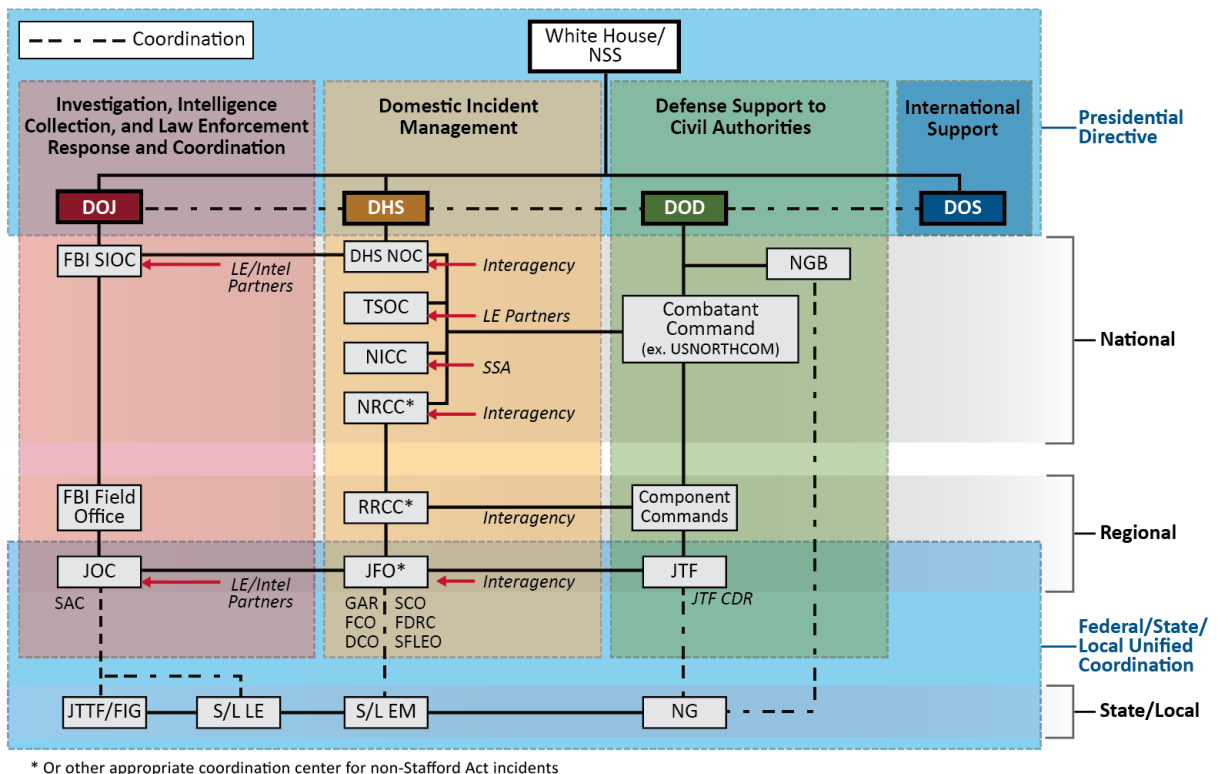 Coordination
White House/
NSS
Investigation, Intelligence
Collection, and Law Enforcement
Response and Coordination
Domestic Incident
Management
Defense Support to
Civil Authorities
International
Support
Presidential
Directive
DOJ
DHS
DOD
DOS
FBI SIOC
LE/Intel
Partners
DHS NOC
Interagency
NGB
TSOC
LE Partners
Combatant
Command
(ex. USNORTHCOM)
National
NICC
SSA
NRCC*
Interagency
FBI Field
Office
RRCC*
Interagency
Component
Commands
Regional
JOC
LE/Intel
Partners
JFO*
Interagency
JTF
JTF CDR
SAC
GAR SCO
FCO FDRC
DCO SFLEO
Federal/State/
Local Unified
Coordination
JTTF/FIG
S/L LE
S/L EM
NG
State/Local
* Or other appropriate coordination center for non-Stafford Act incidents